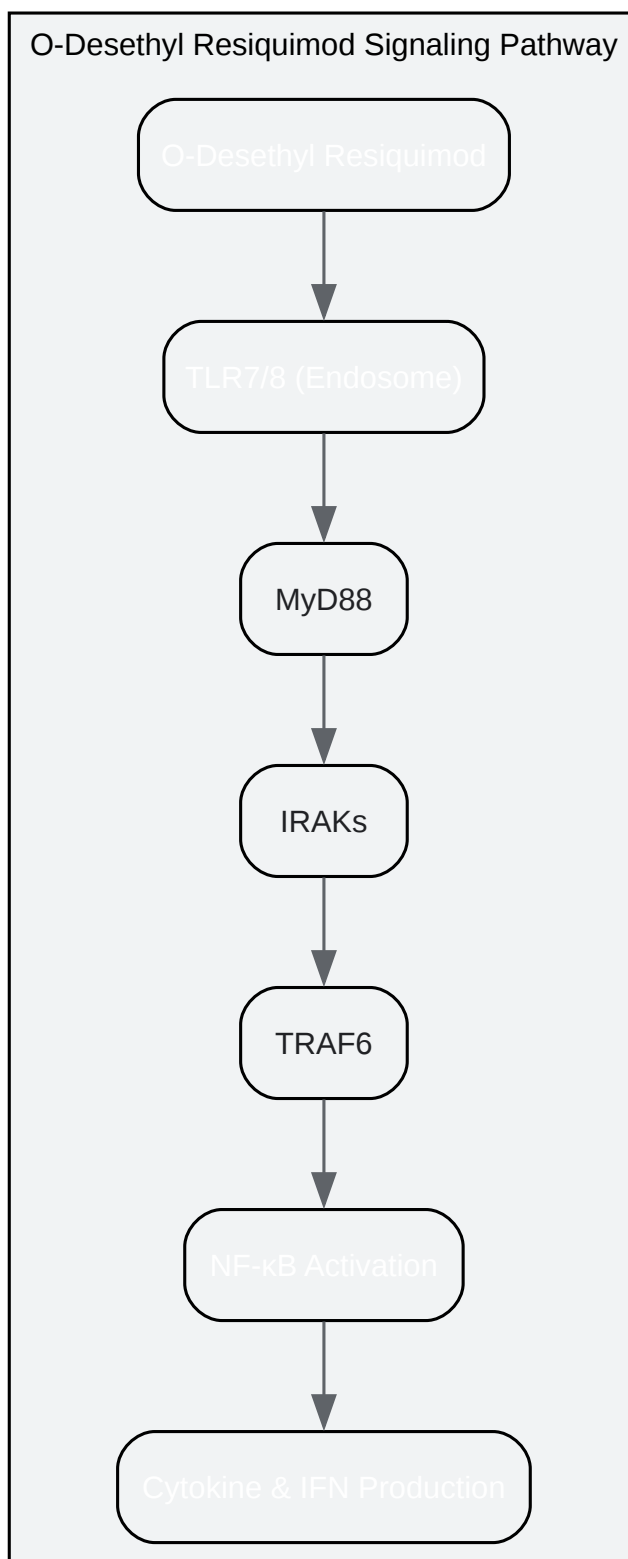 O-Desethyl Resiquimod Signaling Pathway
O-Desethyl Resiquimod
TLR7/8 (Endosome)
MyD88
IRAKs
TRAF6
NF-κB Activation
Cytokine & IFN Production